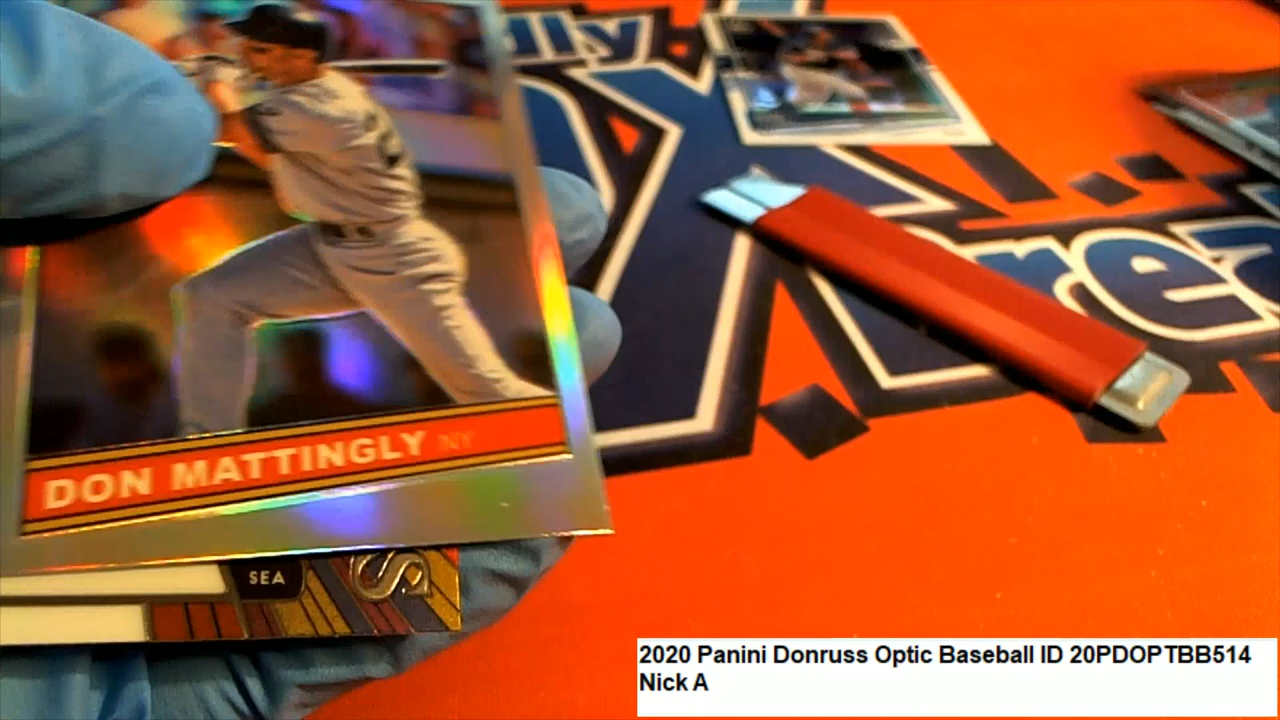 DON MATTINGLY NY
SEA
2020 Panini Donruss Optic Baseball ID 20PDOPTBB514
Nick A